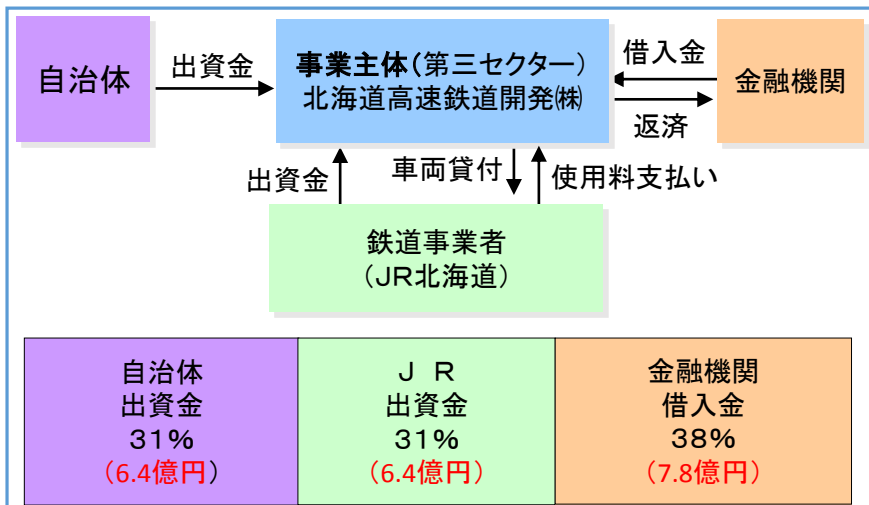 自治体
出資金
事業主体(第三セクター)
北海道高速鉄道開発㈱
借入金
返済
金融機関
出資金
車両貸付
使用料支払い
鉄道事業者
(JR北海道)
自治体
出資金
31%
(6.4億円)
J R
出資金
31%
(6.4億円)
金融機関
借入金
38%
(7.8億円)